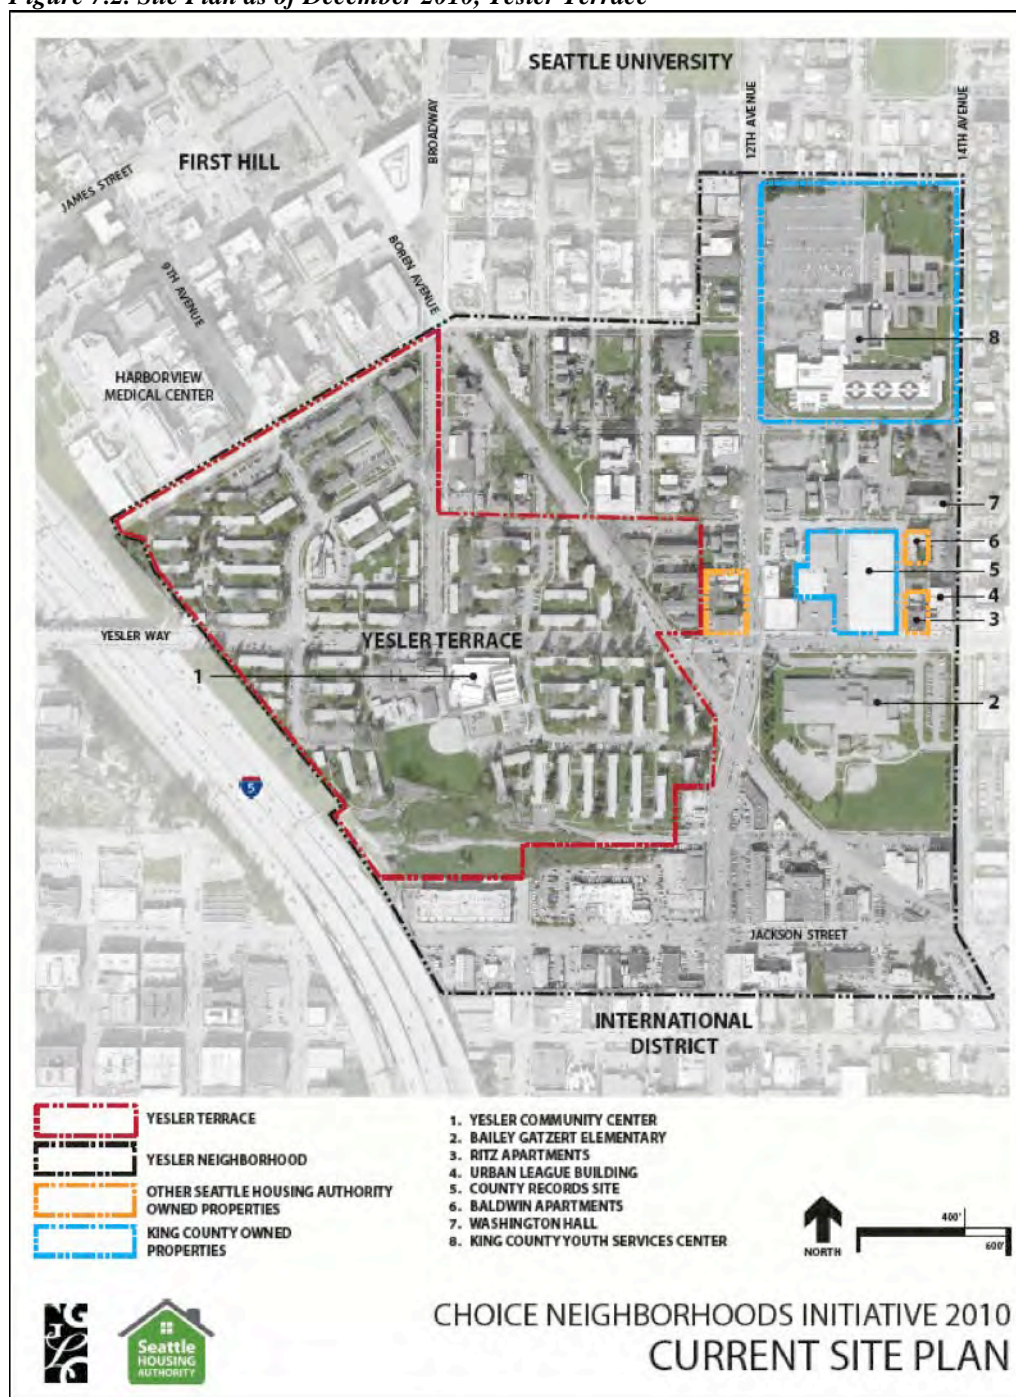 Figure 7.2: Site Plan as of December 2010, Yesler Terrace
SEATTLE UNIVERSITY
BROADWAY
12TH AVENUE
14TH AVENUE
FIRST HILL
JAMES STREET
9TH AVENUE
BOREN AVENUE
HARBORVIEW
MEDICAL CENTER
8
7
6
5
4
3
YESLER WAY
YESLER TERRACE
1
2
5
JACKSON STREET
INTERNATIONAL
DISTRICT
YESLER TERRACE
YESLER NEIGHBORHOOD
OTHER SEATTLE HOUSING AUTHORITY
OWNED PROPERTIES
KING COUNTY OWNED
PROPERTIES
1. YESLER COMMUNITY CENTER
2. BAILEY GATZERT ELEMENTARY
3. RITZ APARTMENTS
4. URBAN LEAGUE BUILDING
5. COUNTY RECORDS SITE
6. BALDWIN APARTMENTS
7. WASHINGTON HALL
8. KING COUNTY YOUTH SERVICES CENTER
NORTH
400'
600'
Seattle
HOUSING
AUTHORITY
CHOICE NEIGHBORHOODS INITIATIVE 2010
CURRENT SITE PLAN